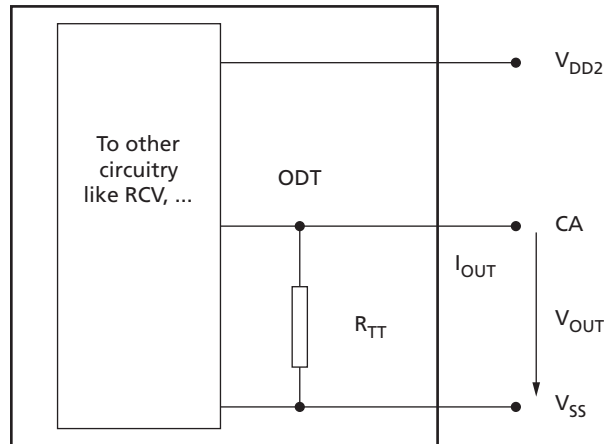 V_DD2
To other
circuitry
like RCV, ...
ODT
CA
I_OUT
R_TT
V_OUT
V_SS